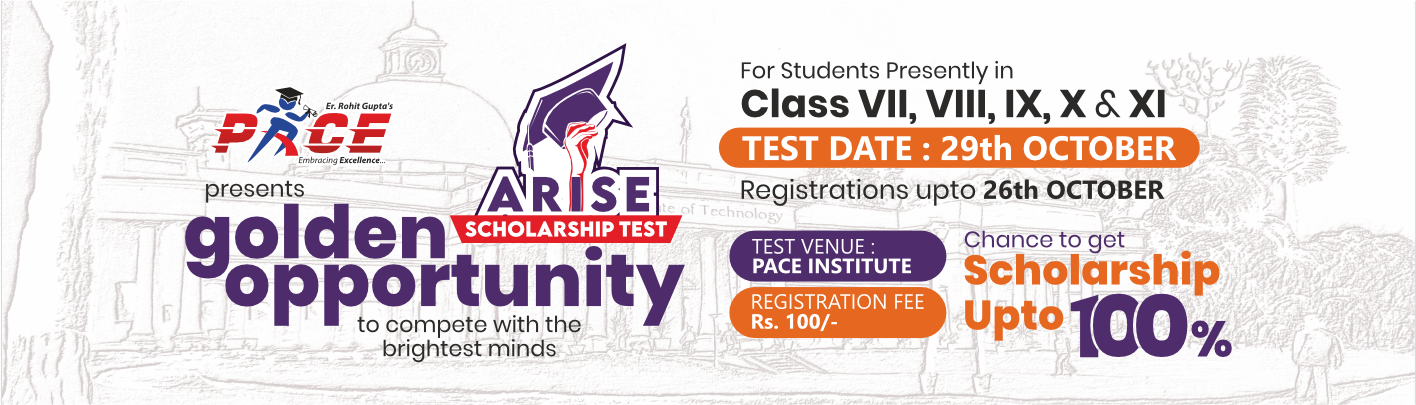 Er. Rohit Gupta's
PACE
Embracing Excellence...
presents
golden
opportunity
to compete with the
brightest minds
ARISE
SCHOLARSHIP TEST
For Students Presently in
Class VII, VIII, IX, X & XI
TEST DATE : 29th OCTOBER
Registrations upto 26th OCTOBER
TEST VENUE :
PACE INSTITUTE
REGISTRATION FEE
Rs. 100/-
Chance to get
Scholarship
Upto 100%
of Technology